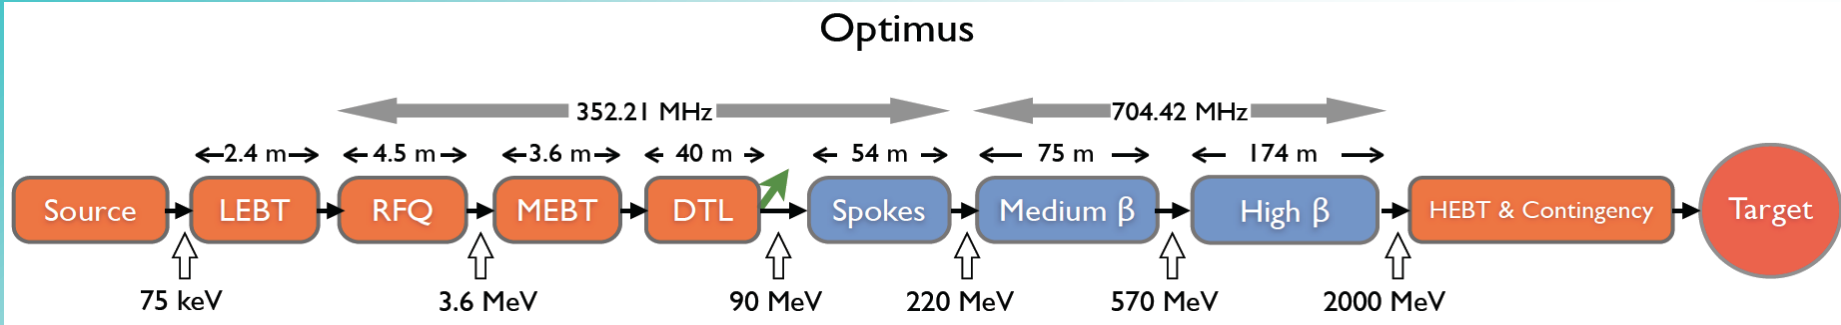 Optimus
352.21 MHz 704.42 MHz
2.4 m 4.5 m 3.6 m 40 m 54 m 75 m 174 m
Source LEBT RFQ MEBT DTL Spokes Medium β High β HEBT & Contingency Target
75 keV 3.6 MeV 90 MeV 220 MeV 570 MeV 2000 MeV